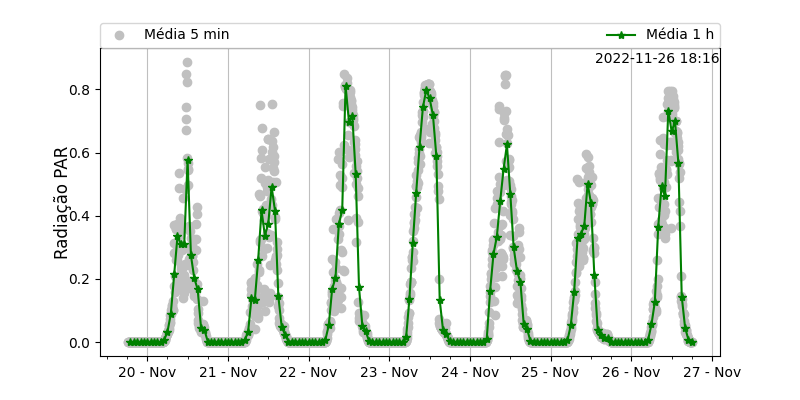 Média 5 min
Média 1 h
2022-11-26 18:16
Radiação PAR
0.8
0.6
0.4
0.2
0.0
20 - Nov
21 - Nov
22 - Nov
23 - Nov
24 - Nov
25 - Nov
26 - Nov
27 - Nov